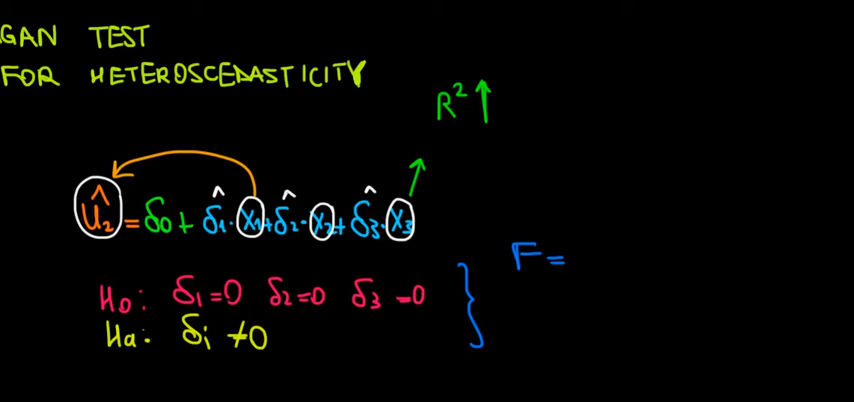 GAN TEST
FOR HETEROSCEDASTICITY
R² ↑
û₂ = δ0 + δ̂₁·x₁ + δ̂₂·x₂ + δ̂₃·x₃
H₀: δ₁=0 δ₂=0 δ₃=0 } F=
Ha: δi ≠0